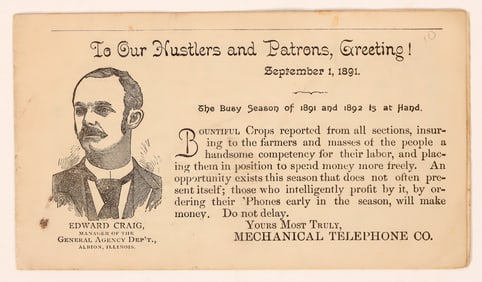 To Our Hustlers and Patrons, Greeting!
September 1, 1891.
The Busy Season of 1891 and 1892 is at Hand.
BOUNTIFUL Crops reported from all sections, insur-
ing to the farmers and masses of the people a
handsome competency for their labor, and plac-
ing them in position to spend money more freely. An
opportunity exists this season that does not often pre-
sent itself; those who intelligently profit by it, by or-
dering their 'Phones early in the season, will make
money. Do not delay.
YOURS MOST TRULY,
MECHANICAL TELEPHONE CO.
EDWARD CRAIG,
MANAGER OF THE
GENERAL AGENCY DEP'T.,
ALBION, ILLINOIS.